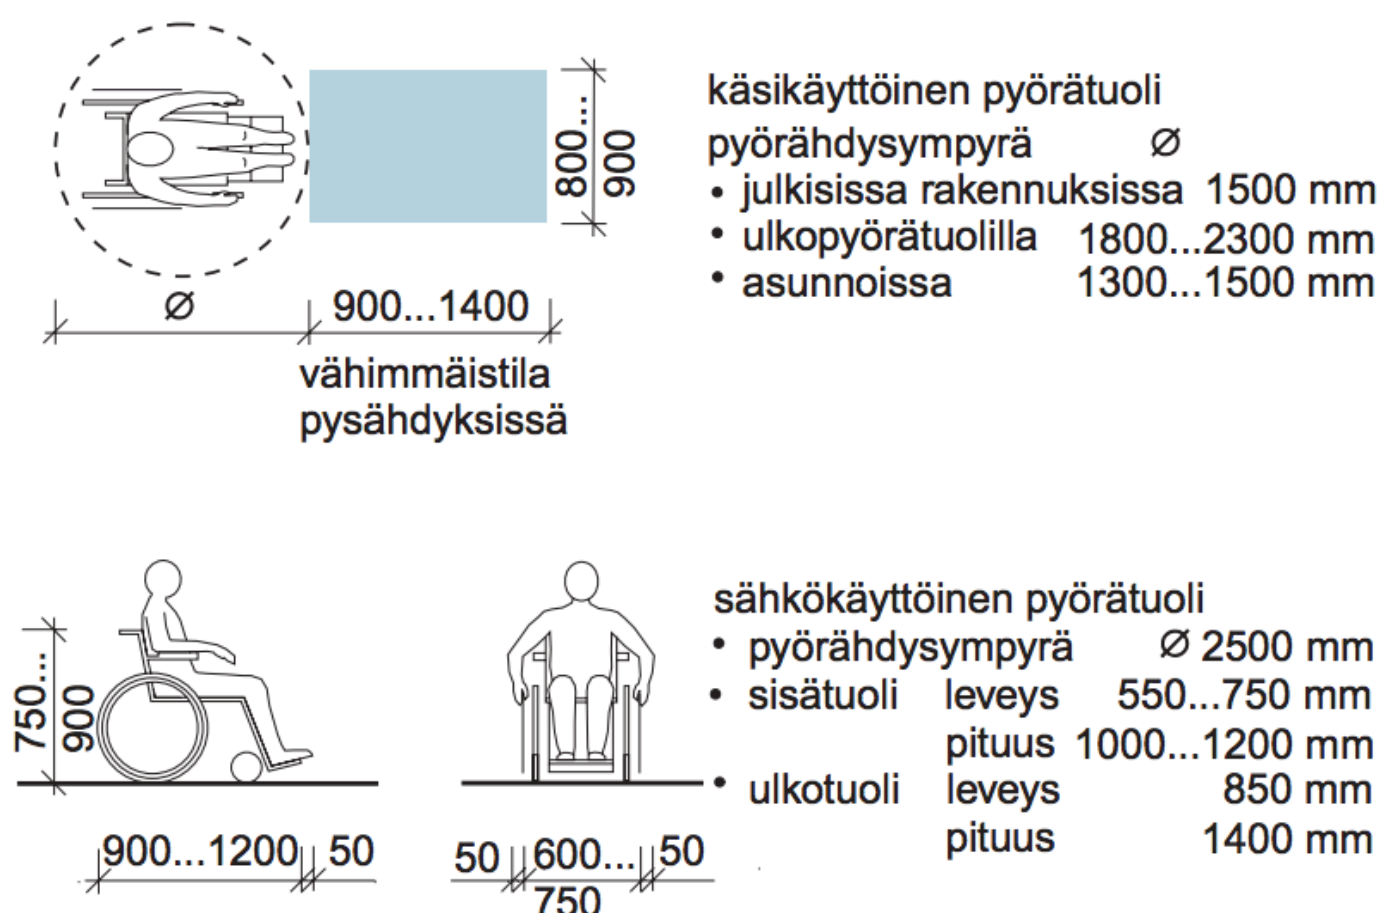 800...
900
Ø
900...1400
vähimmäistila
pysähdyksissä
käsikäyttöinen pyörätuoli
pyörähdysympyrä Ø
• julkisissa rakennuksissa 1500 mm
• ulkopyörätuolilla 1800...2300 mm
• asunnoissa 1300...1500 mm
750...
900
900...1200 50
50 600... 50
750
sähkökäyttöinen pyörätuoli
• pyörähdysympyrä Ø 2500 mm
• sisätuoli leveys 550...750 mm
pituus 1000...1200 mm
• ulkotuoli leveys 850 mm
pituus 1400 mm